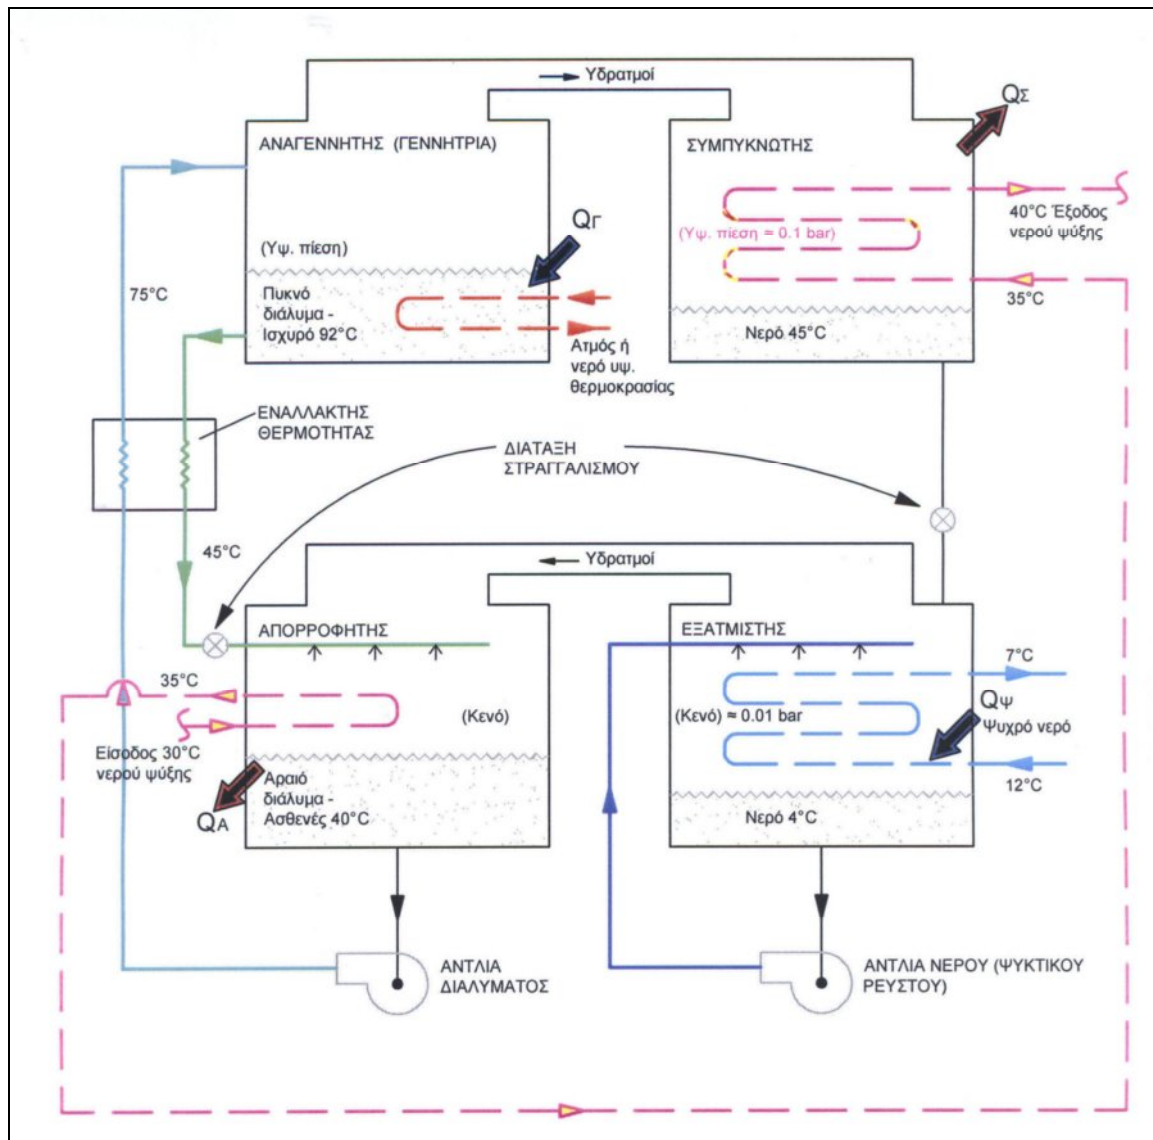 Υδρατμοί
QΣ
ΑΝΑΓΕΝΝΗΤΗΣ (ΓΕΝΝΗΤΡΙΑ)
ΣΥΜΠΥΚΝΩΤΗΣ
40°C Έξοδος
νερού ψύξης
QΓ
(Υψ. πίεση)
(Υψ. πίεση ≈ 0.1 bar)
75°C
35°C
Πυκνό
διάλυμα -
Ισχυρό 92°C
Νερό 45°C
Ατμός ή
νερό υψ.
θερμοκρασίας
ΕΝΑΛΛΑΚΤΗΣ
ΘΕΡΜΟΤΗΤΑΣ
ΔΙΑΤΑΞΗ
ΣΤΡΑΓΓΑΛΙΣΜΟΥ
45°C
Υδρατμοί
ΑΠΟΡΡΟΦΗΤΗΣ
ΕΞΑΤΜΙΣΤΗΣ
7°C
35°C
(Κενό)
(Κενό) ≈ 0.01 bar
QΨ
Ψυχρό νερό
Είσοδος 30°C
νερού ψύξης
12°C
Αραιό
διάλυμα -
Ασθενές 40°C
QΑ
Νερό 4°C
ΑΝΤΛΙΑ
ΔΙΑΛΥΜΑΤΟΣ
ΑΝΤΛΙΑ ΝΕΡΟΥ (ΨΥΚΤΙΚΟΥ
ΡΕΥΣΤΟΥ)